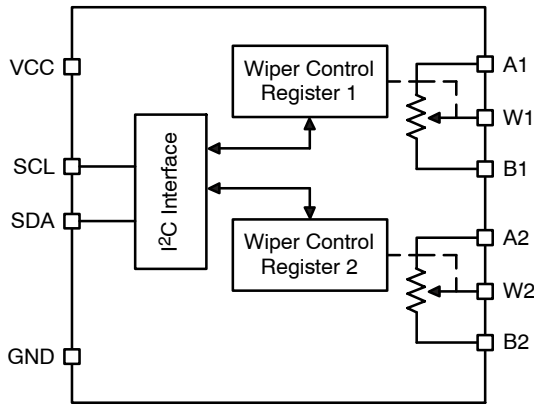 VCC
SCL
SDA
GND
I²C Interface
Wiper Control
Register 1
Wiper Control
Register 2
A1
W1
B1
A2
W2
B2